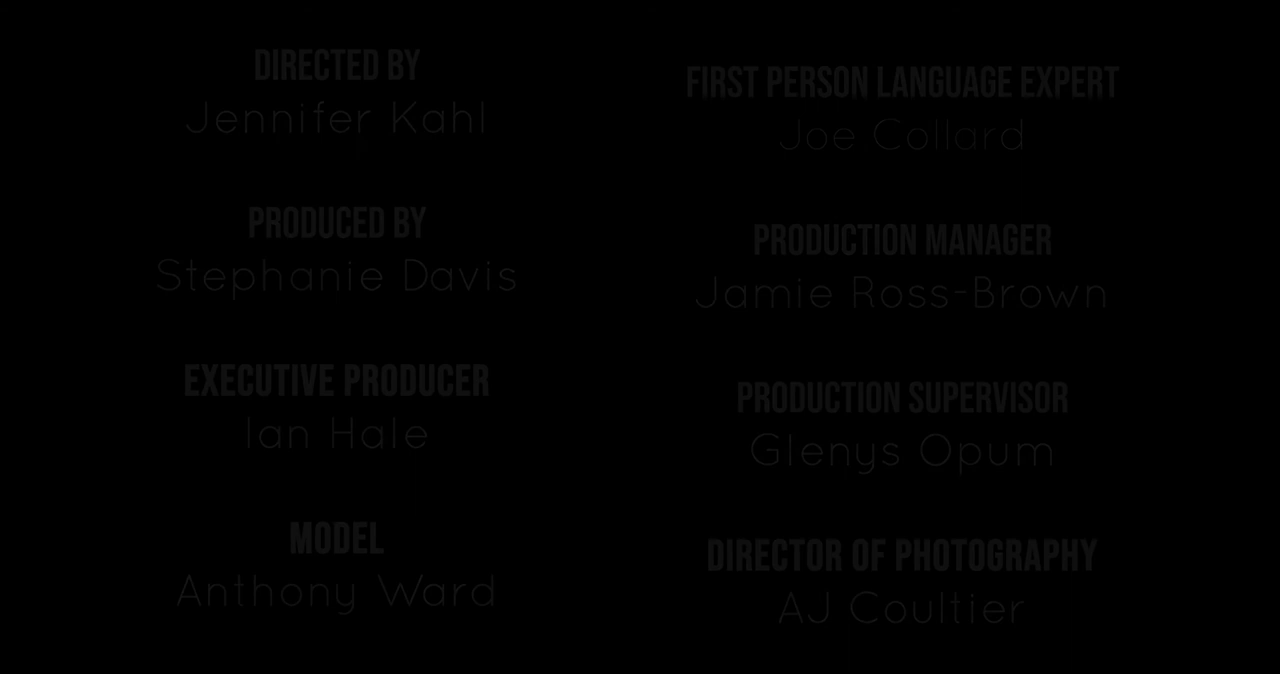 DIRECTED BY
Jennifer Kahl
PRODUCED BY
Stephanie Davis
EXECUTIVE PRODUCER
Ian Hale
MODEL
Anthony Ward
FIRST PERSON LANGUAGE EXPERT
Joe Collard
PRODUCTION MANAGER
Jamie Ross-Brown
PRODUCTION SUPERVISOR
Glenys Opum
DIRECTOR OF PHOTOGRAPHY
AJ Coultier